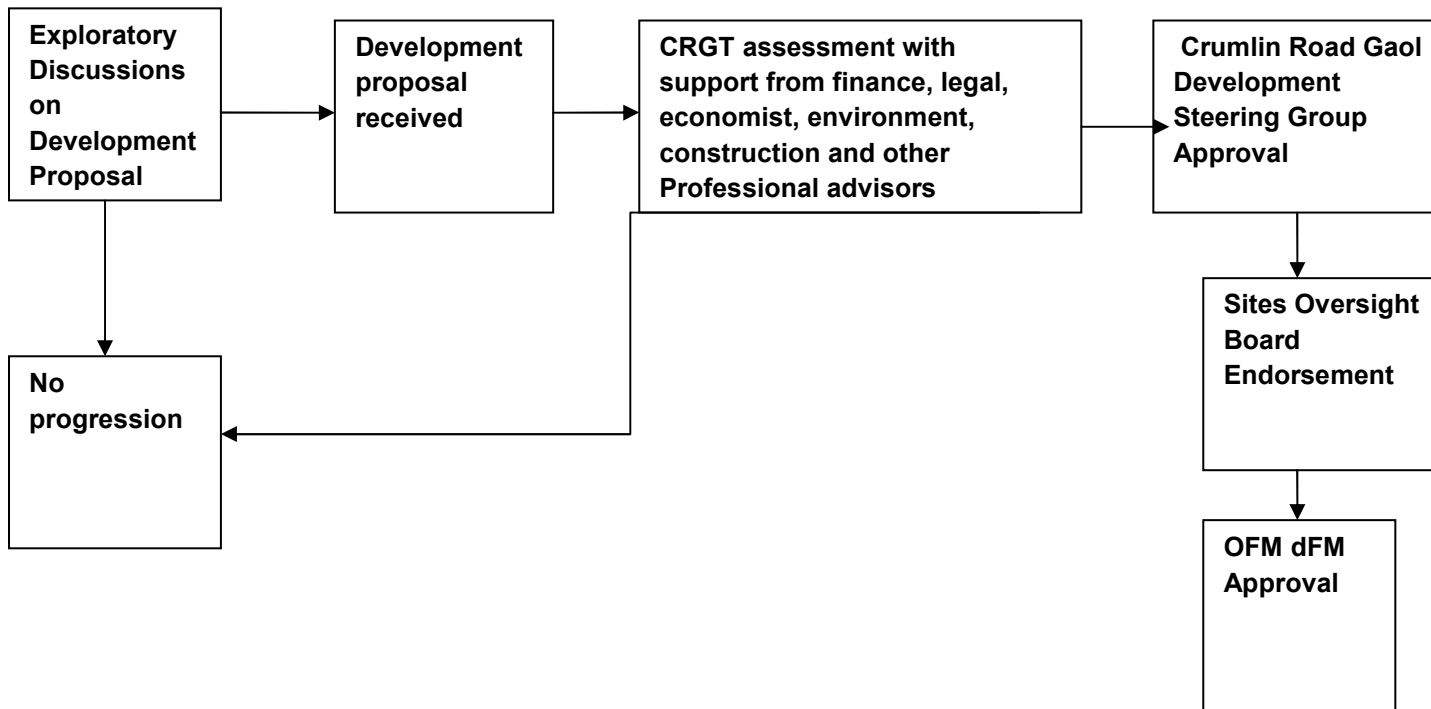 Exploratory
Discussions
on
Development
Proposal
Development
proposal
received
CRGT assessment with
support from finance, legal,
economist, environment,
construction and other
Professional advisors
Crumlin Road Gaol
Development
Steering Group
Approval
No
progression
Sites Oversight
Board
Endorsement
OFM dFM
Approval